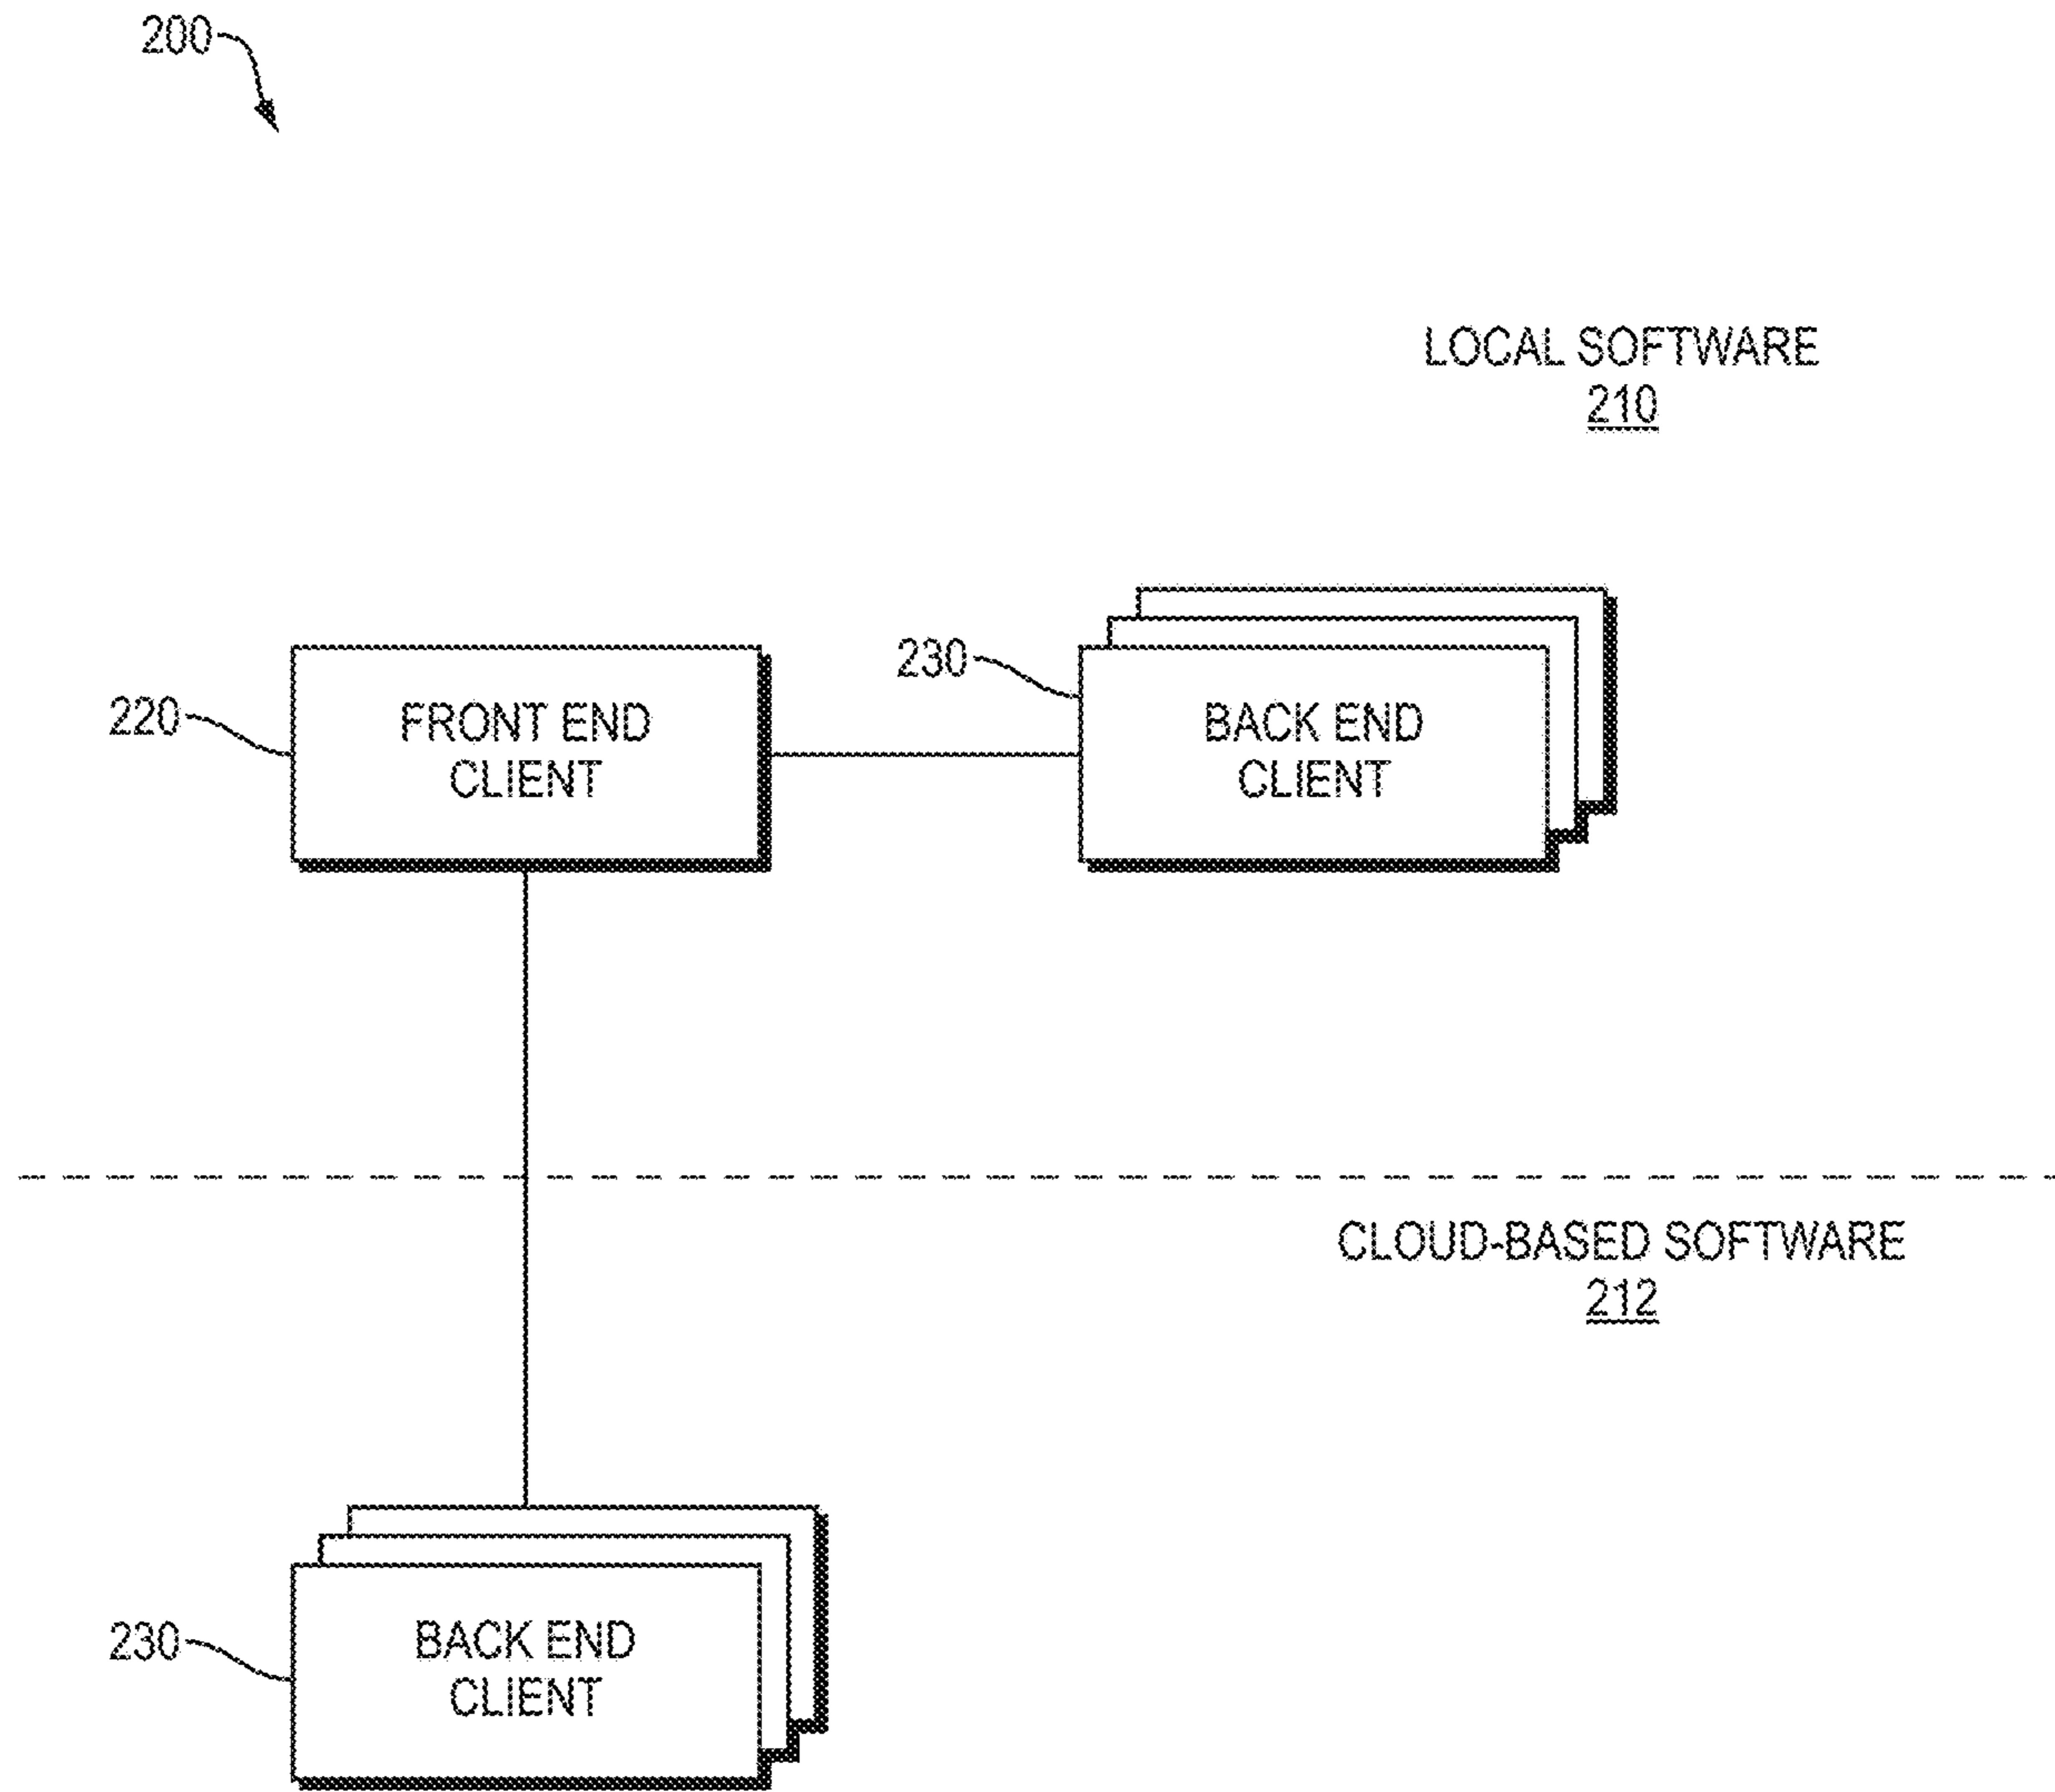 200
LOCAL SOFTWARE
210
230
220
FRONT END
CLIENT
BACK END
CLIENT
CLOUD-BASED SOFTWARE
212
230
BACK END
CLIENT